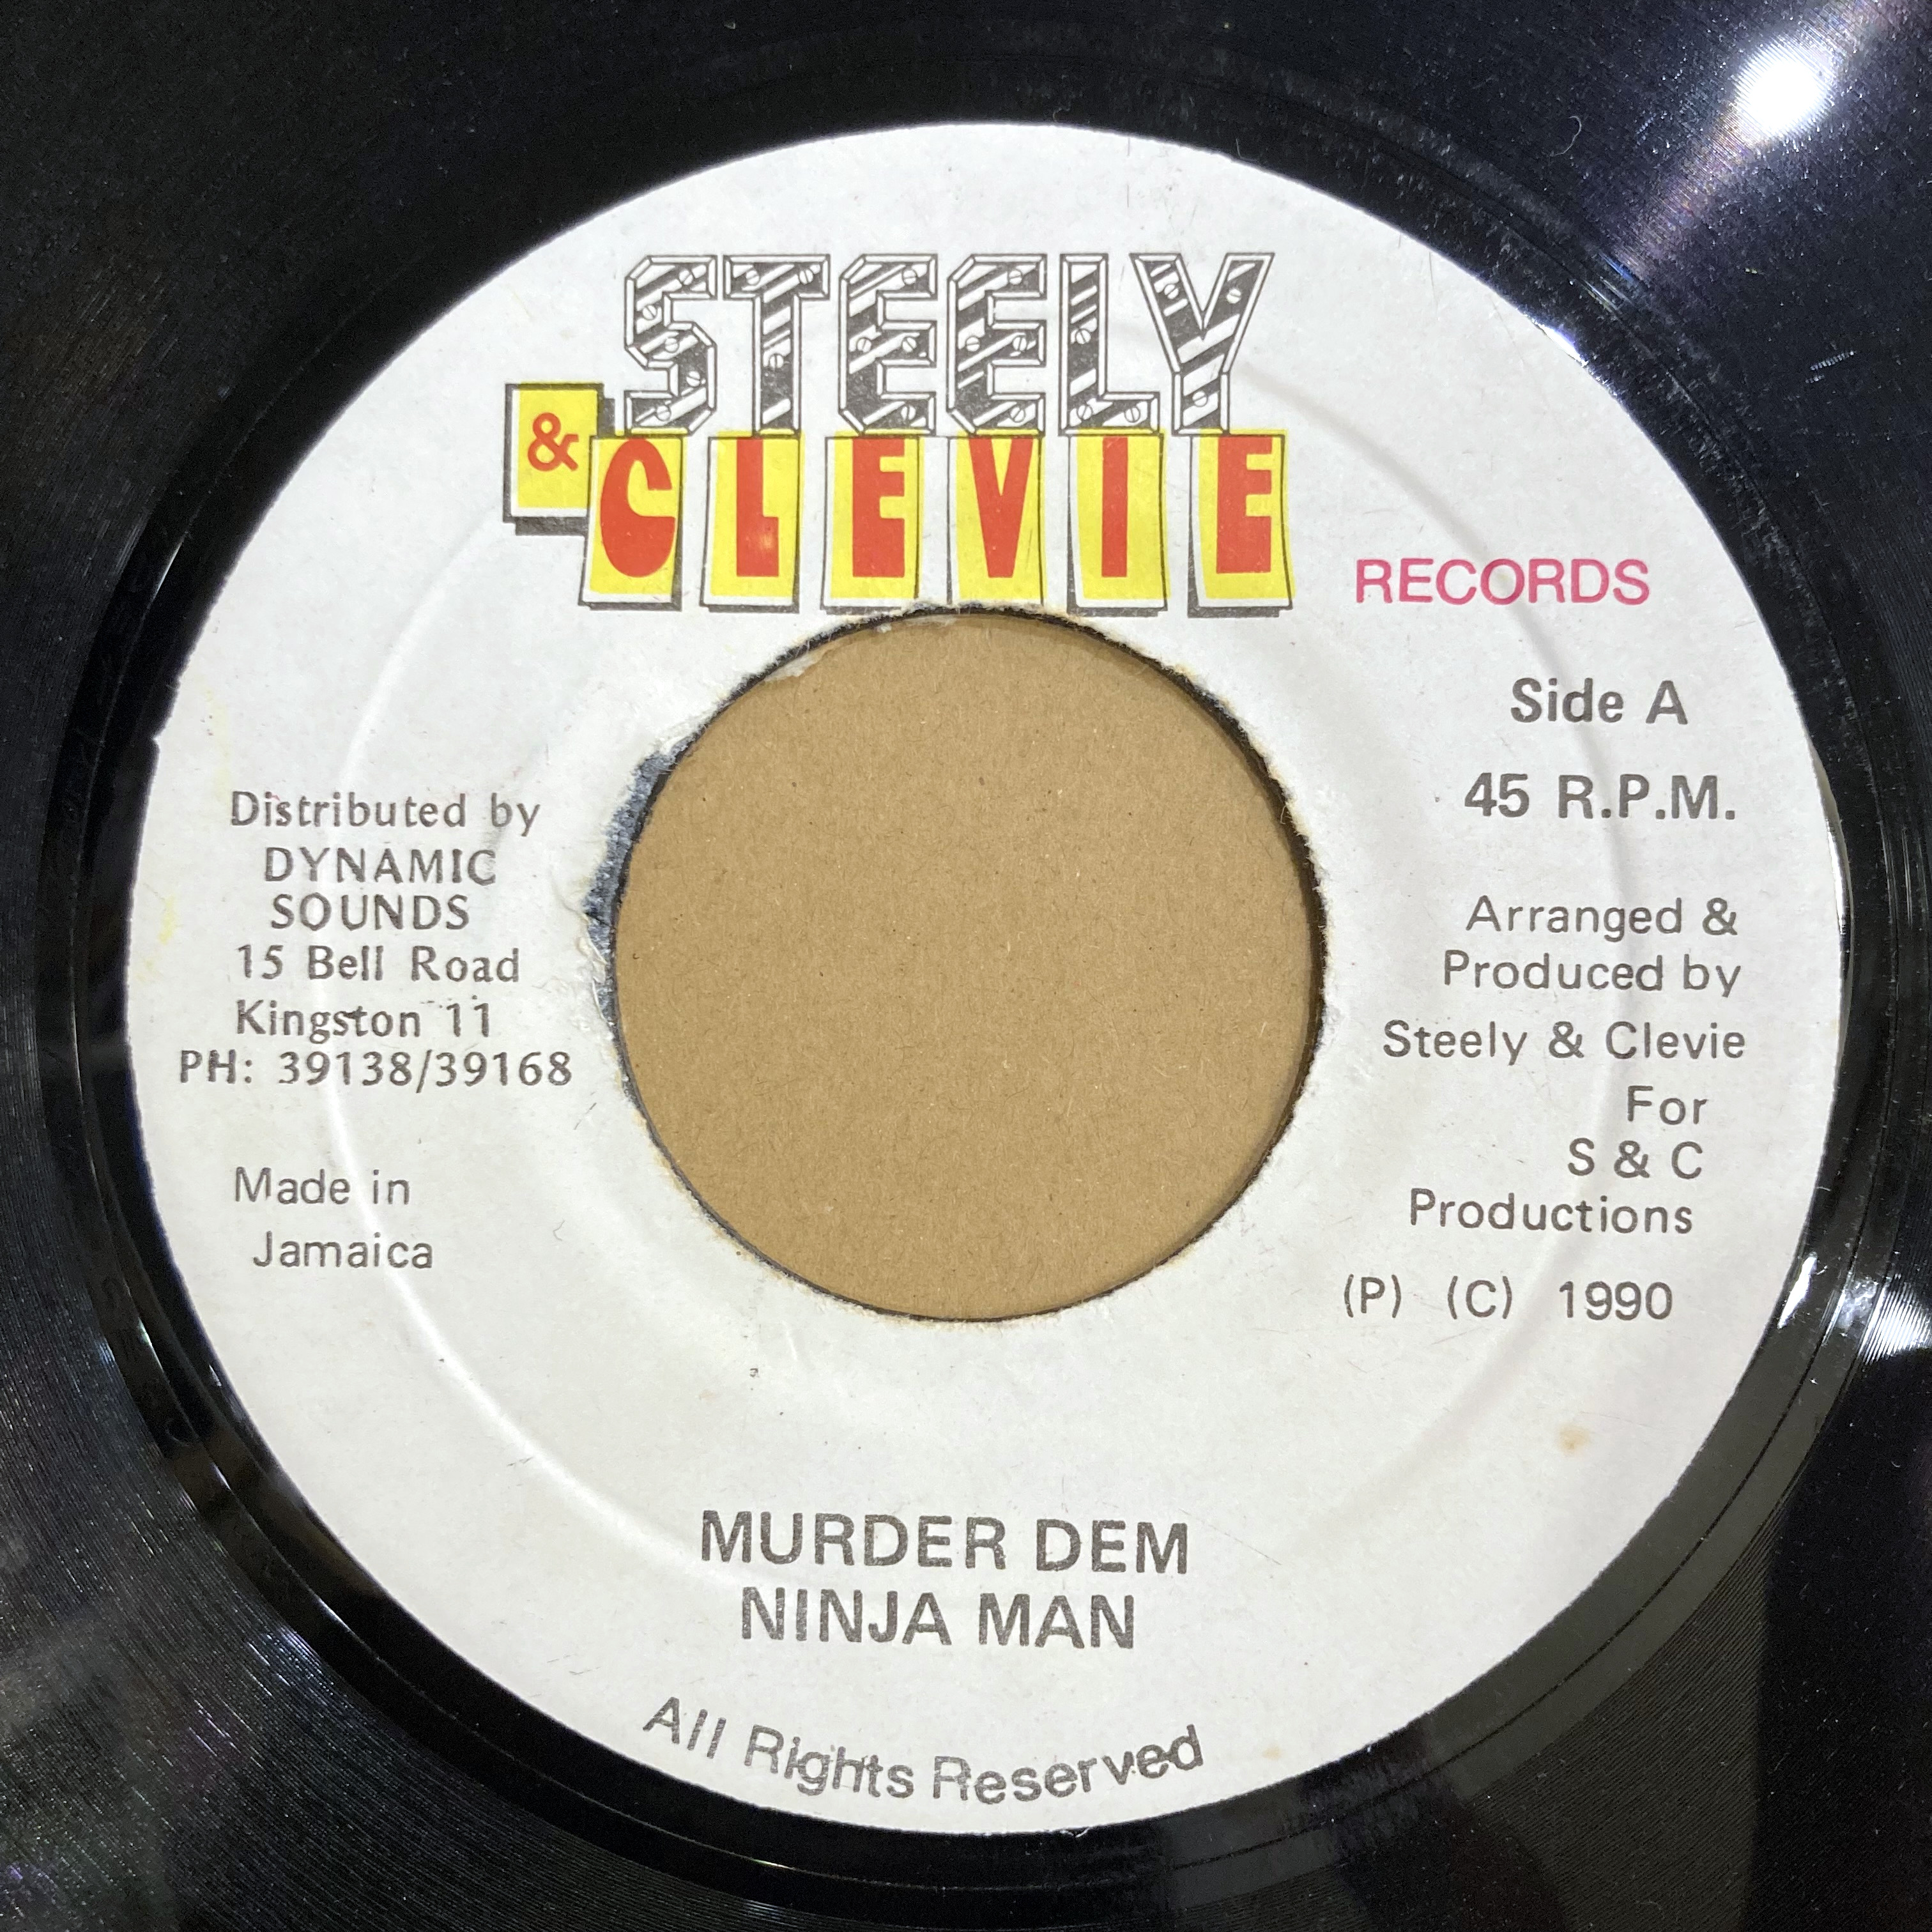 STEELY
& CLEVIE
RECORDS
Side A
45 R.P.M.
Distributed by
DYNAMIC
SOUNDS
15 Bell Road
Kingston 11
PH: 39138/39168
Made in
Jamaica
Arranged &
Produced by
Steely & Clevie
For
S & C
Productions
(P) (C) 1990
MURDER DEM
NINJA MAN
All Rights Reserved